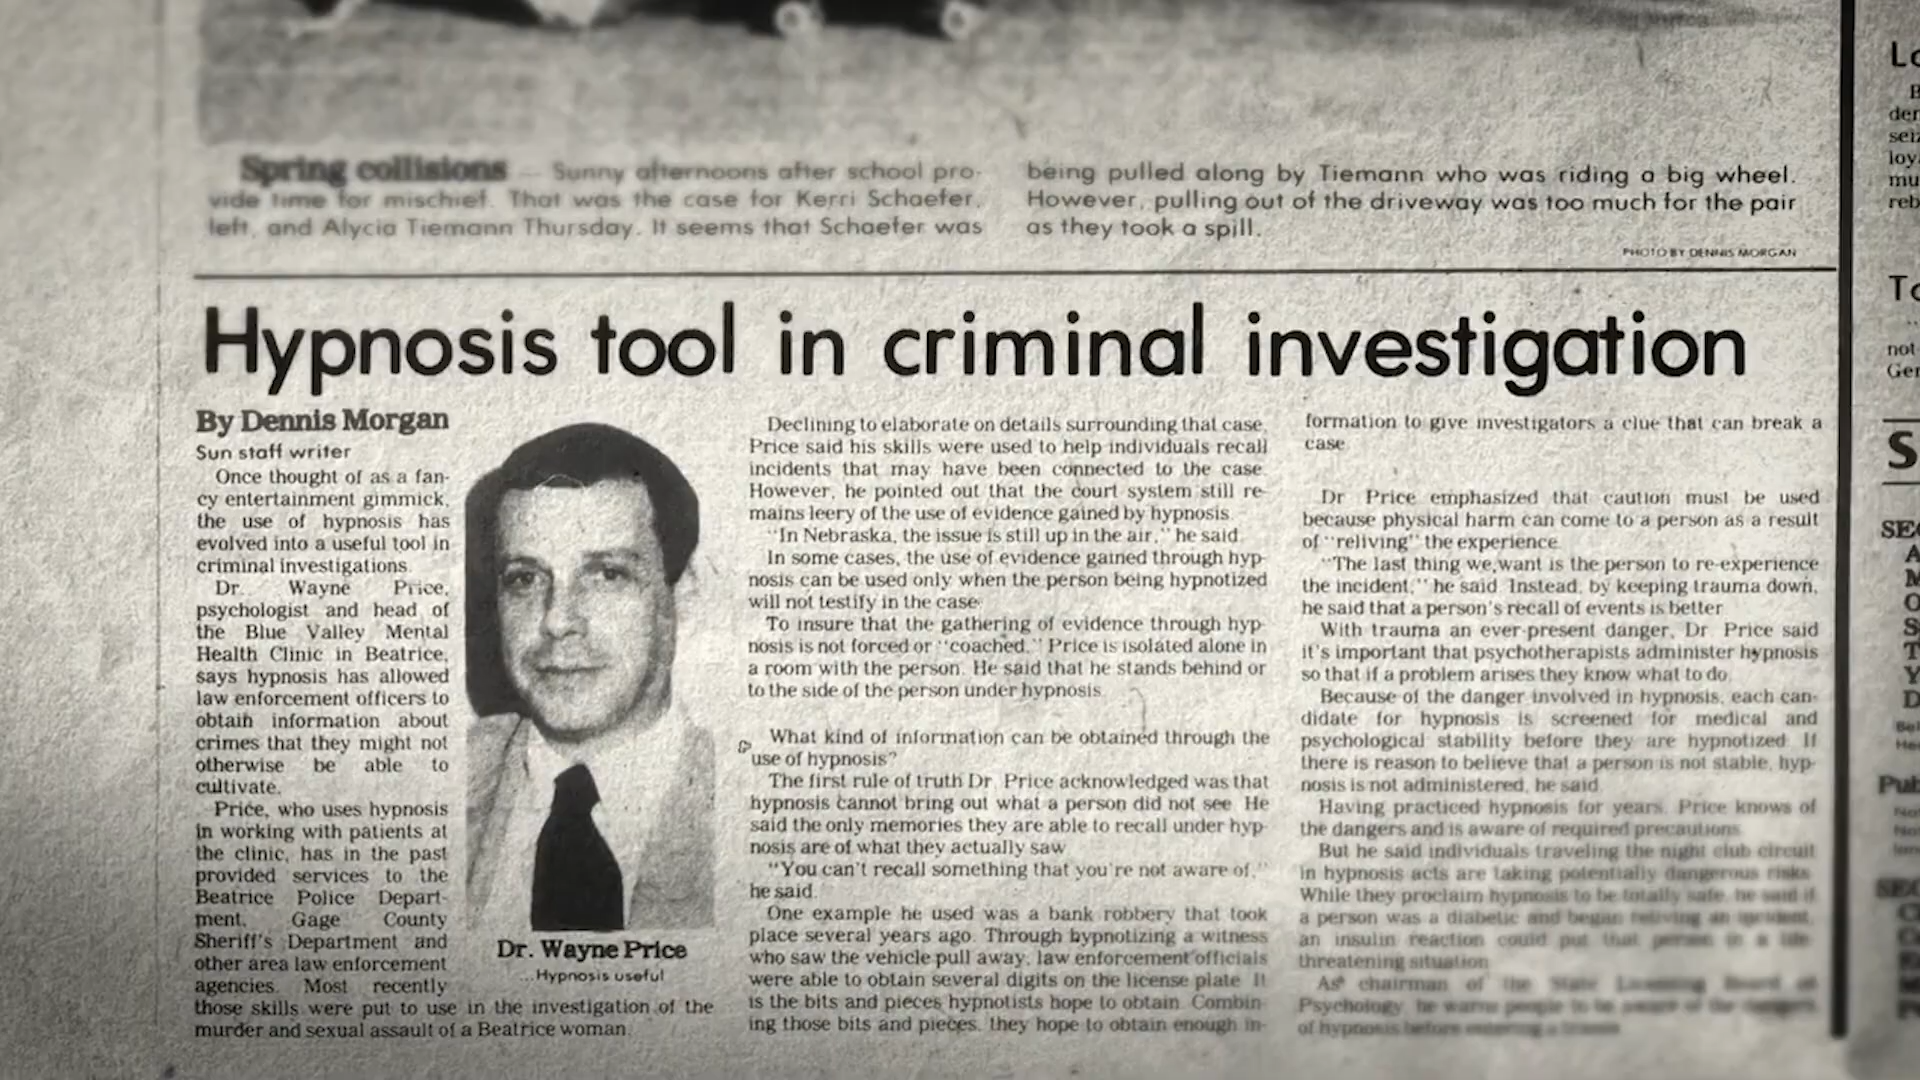 Spring collisions — Sunny afternoons after school pro-
vide time for mischief. That was the case for Kerri Schaefer,
left, and Alycia Tiemann Thursday. It seems that Schaefer was
being pulled along by Tiemann who was riding a big wheel.
However, pulling out of the driveway was too much for the pair
as they took a spill.
PHOTO BY DENNIS MORGAN
Hypnosis tool in criminal investigation
By Dennis Morgan
Sun staff writer
Once thought of as a fan-
cy entertainment gimmick,
the use of hypnosis has
evolved into a useful tool in
criminal investigations.
Dr. Wayne Price,
psychologist and head of
the Blue Valley Mental
Health Clinic in Beatrice,
says hypnosis has allowed
law enforcement officers to
obtain information about
crimes that they might not
otherwise be able to
cultivate.
Price, who uses hypnosis
in working with patients at
the clinic, has in the past
provided services to the
Beatrice Police Depart-
ment, Gage County
Sheriff's Department and
other area law enforcement
agencies. Most recently
those skills were put to use in the investigation of the
murder and sexual assault of a Beatrice woman.
Dr. Wayne Price
...Hypnosis useful
Declining to elaborate on details surrounding that case,
Price said his skills were used to help individuals recall
incidents that may have been connected to the case.
However, he pointed out that the court system still re-
mains leery of the use of evidence gained by hypnosis.
"In Nebraska, the issue is still up in the air," he said.
In some cases, the use of evidence gained through hyp-
nosis can be used only when the person being hypnotized
will not testify in the case.
To insure that the gathering of evidence through hyp-
nosis is not forced or "coached," Price is isolated alone in
a room with the person. He said that he stands behind or
to the side of the person under hypnosis.
What kind of information can be obtained through the
use of hypnosis?
The first rule of truth Dr. Price acknowledged was that
hypnosis cannot bring out what a person did not see. He
said the only memories they are able to recall under hyp-
nosis are of what they actually saw.
"You can't recall something that you're not aware of,"
he said.
One example he used was a bank robbery that took
place several years ago. Through hypnotizing a witness
who saw the vehicle pull away, law enforcement officials
were able to obtain several digits on the license plate. It
is the bits and pieces hypnotists hope to obtain. Combin-
ing those bits and pieces, they hope to obtain enough in-
formation to give investigators a clue that can break a
case.
Dr. Price emphasized that caution must be used
because physical harm can come to a person as a result
of "reliving" the experience.
"The last thing we want is the person to re-experience
the incident," he said. Instead, by keeping trauma down,
he said that a person's recall of events is better.
With trauma an ever-present danger, Dr. Price said
it's important that psychotherapists administer hypnosis
so that if a problem arises they know what to do.
Because of the danger involved in hypnosis, each can-
didate for hypnosis is screened for medical and
psychological stability before they are hypnotized. If
there is reason to believe that a person is not stable, hyp-
nosis is not administered, he said.
Having practiced hypnosis for years, Price knows of
the dangers and is aware of required precautions.
But he said individuals traveling the night club circuit
in hypnosis acts are taking potentially dangerous risks.
While they proclaim hypnosis to be totally safe, he said if
a person was a diabetic and began reliving an incident,
an insulin reaction could put that person in a life-
threatening situation.
As chairman of the State Licensing Board of
Psychology, he warns people to be aware of the dangers
of hypnosis before entering a